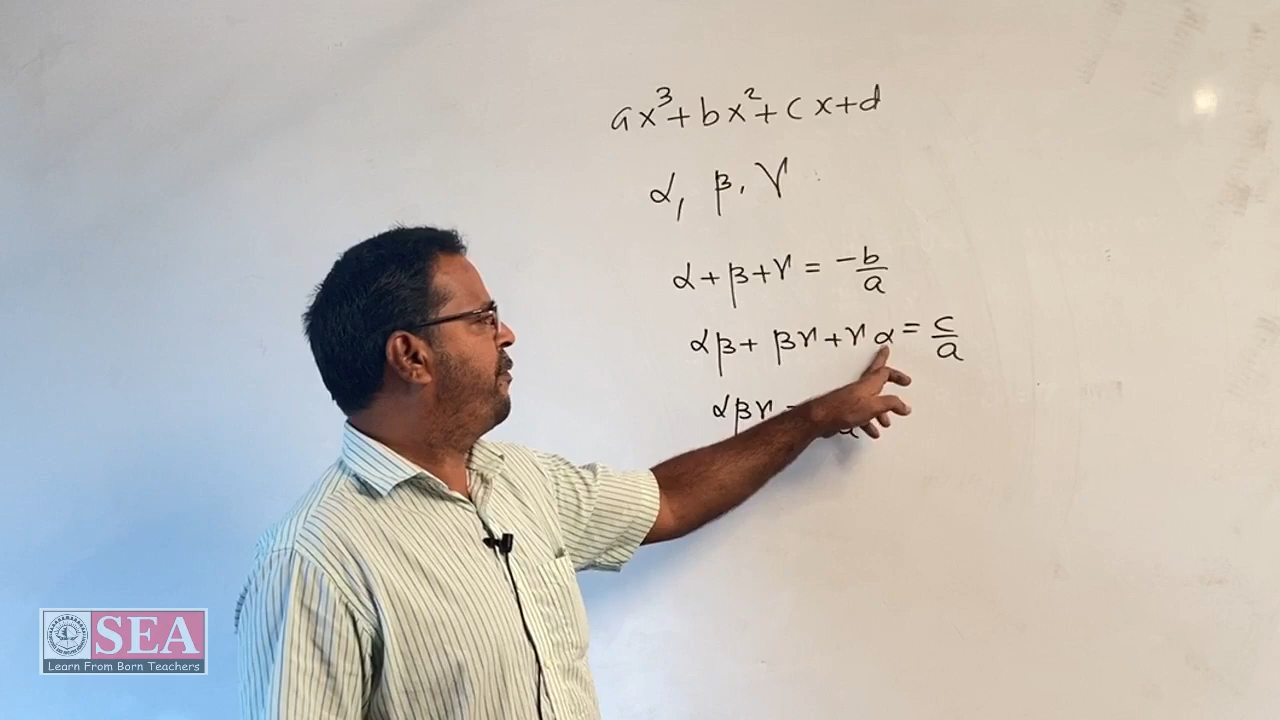 ax³+bx²+cx+d
α, β, γ
α+β+γ = -b/a
αβ+βγ+γα = c/a
αβγ
SEA
Learn From Born Teachers